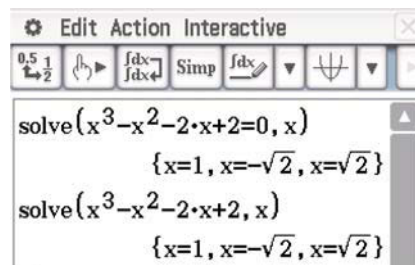 Edit Action Interactive
0.5 1 2 ∫dx ∫dx Simp ∫dx
solve(x³−x²−2·x+2=0, x)
{x=1, x=−√2, x=√2}
solve(x³−x²−2·x+2, x)
{x=1, x=−√2, x=√2}